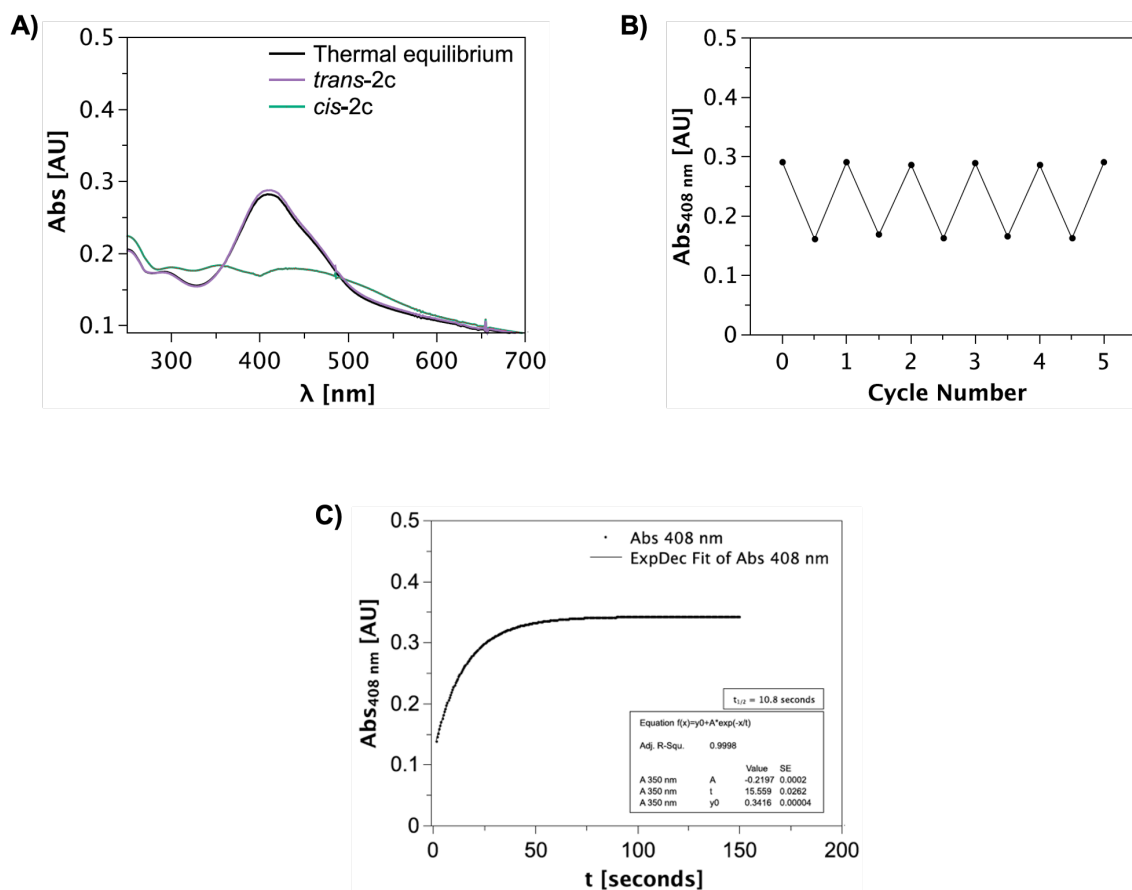 A)
Abs [AU]
0.5
0.4
0.3
0.2
0.1
Thermal equilibrium
trans-2c
cis-2c
300 400 500 600 700
λ [nm]
B)
Abs408 nm [AU]
0.5
0.4
0.3
0.2
0.1
0
0 1 2 3 4 5
Cycle Number
C)
Abs408 nm [AU]
0.5
0.4
0.3
0.2
0.1
0
Abs 408 nm
ExpDec Fit of Abs 408 nm
t1/2 = 10.8 seconds
Equation f(x)=y0+A*exp(-x/t)
Adj. R-Squ. 0.9998
Value SE
A 350 nm A -0.2197 0.0002
A 350 nm t 15.559 0.0262
A 350 nm y0 0.3416 0.00004
0 50 100 150 200
t [seconds]